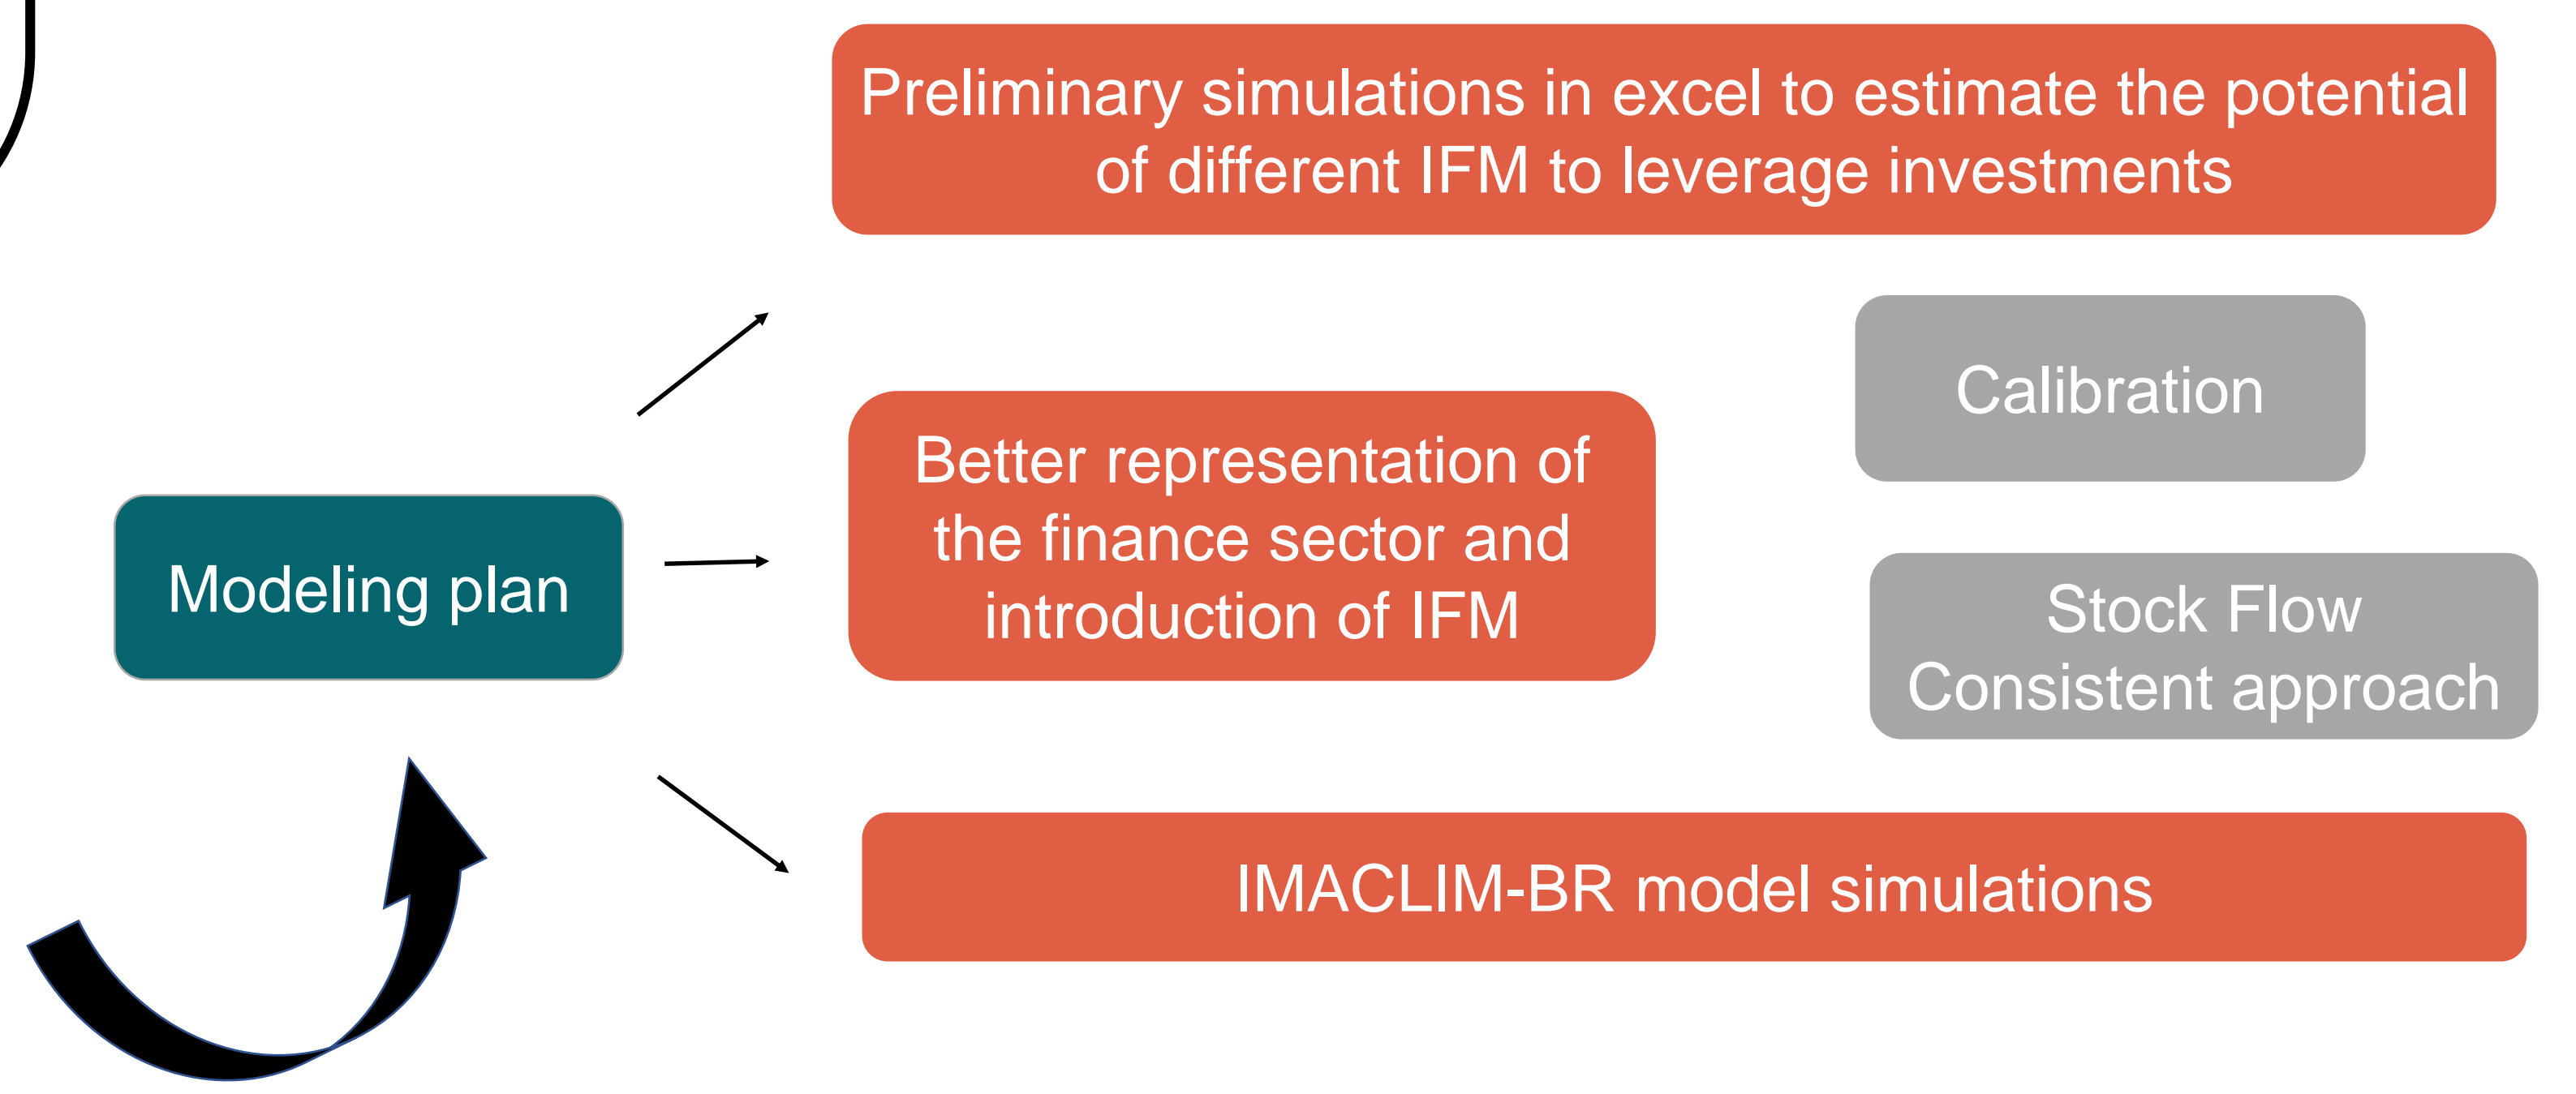 Preliminary simulations in excel to estimate the potential
of different IFM to leverage investments
Modeling plan
Better representation of
the finance sector and
introduction of IFM
Calibration
Stock Flow
Consistent approach
IMACLIM-BR model simulations